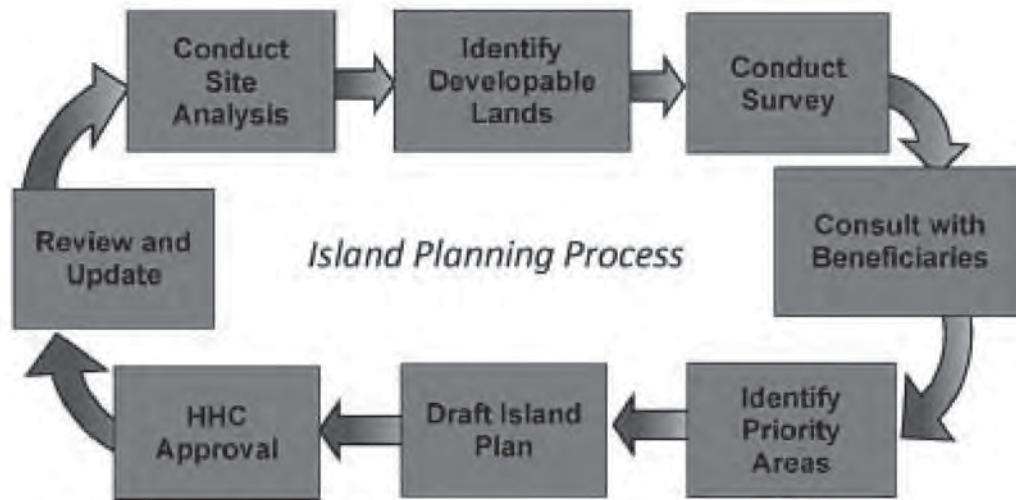 Conduct
Site
Analysis
Identify
Developable
Lands
Conduct
Survey
Consult with
Beneficiaries
Identify
Priority
Areas
Draft Island
Plan
HHC
Approval
Review and
Update
Island Planning Process